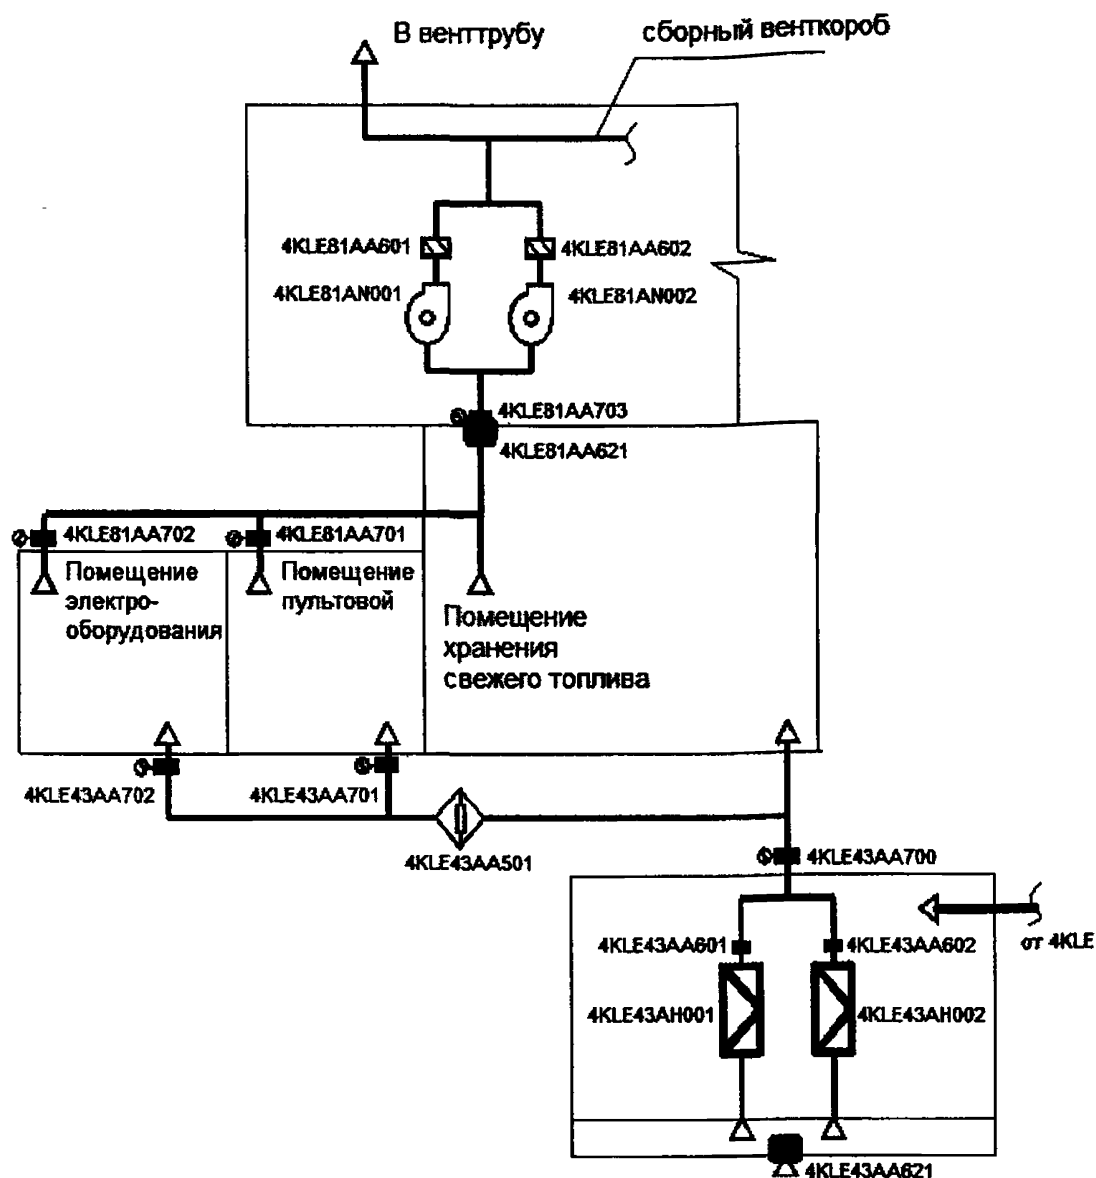 В венттрубу
сборный венткороб
4KLE81AA601
4KLE81AA602
4KLE81AN001
4KLE81AN002
4KLE81AA703
4KLE81AA621
4KLE81AA702
4KLE81AA701
Помещение
электро-
оборудования
Помещение
пультовой
Помещение
хранения
свежего топлива
4KLE43AA702
4KLE43AA701
4KLE43AA501
4KLE43AA700
4KLE43AA601
4KLE43AA602
от 4KLE
4KLE43AH001
4KLE43AH002
4KLE43AA621